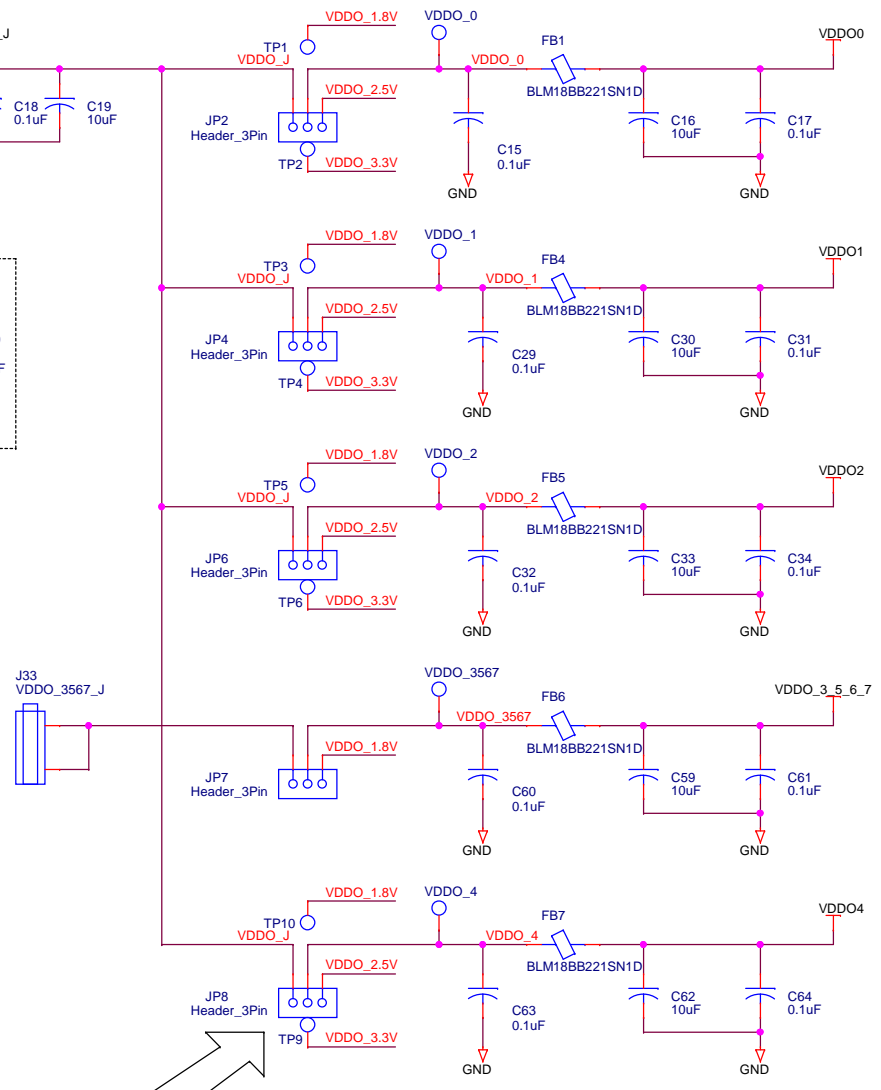 _J
C18
0.1uF
C19
10uF
VDDO_1.8V
TP1
VDDO_J
VDDO_2.5V
JP2
Header_3Pin
TP2
VDDO_3.3V
VDDO_0
VDDO_0
FB1
BLM18BB221SN1D
C15
0.1uF
GND
C16
10uF
C17
0.1uF
GND
VDDO0
VDDO_1.8V
TP3
VDDO_J
VDDO_2.5V
JP4
Header_3Pin
TP4
VDDO_3.3V
VDDO_1
VDDO_1
FB4
BLM18BB221SN1D
C29
0.1uF
GND
C30
10uF
C31
0.1uF
GND
VDDO1
VDDO_1.8V
TP5
VDDO_J
VDDO_2.5V
JP6
Header_3Pin
TP6
VDDO_3.3V
VDDO_2
VDDO_2
FB5
BLM18BB221SN1D
C32
0.1uF
GND
C33
10uF
C34
0.1uF
GND
VDDO2
J33
VDDO_3567_J
VDDO_1.8V
JP7
Header_3Pin
VDDO_3567
VDDO_3567
FB6
BLM18BB221SN1D
C60
0.1uF
GND
C59
10uF
C61
0.1uF
GND
VDDO_3_5_6_7
VDDO_1.8V
TP10
VDDO_J
VDDO_2.5V
JP8
Header_3Pin
TP9
VDDO_3.3V
VDDO_4
VDDO_4
FB7
BLM18BB221SN1D
C63
0.1uF
GND
C62
10uF
C64
0.1uF
GND
VDDO4